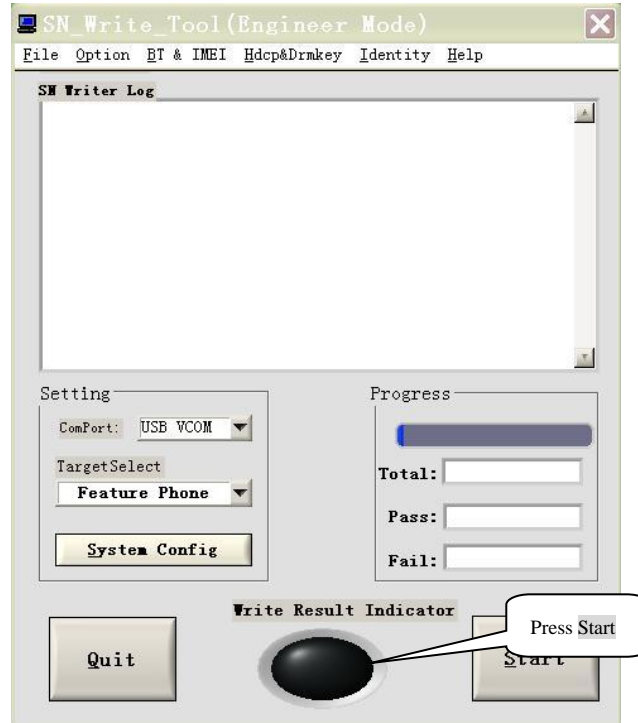 SN_Write_Tool(Engineer Mode)
File Option BT & IMEI Hdcp&Drmkey Identity Help
SN Writer Log
Setting
ComPort: USB VCOM
TargetSelect
Feature Phone
System Config
Progress
Total:
Pass:
Fail:
Write Result Indicator
Press Start
Quit
Start